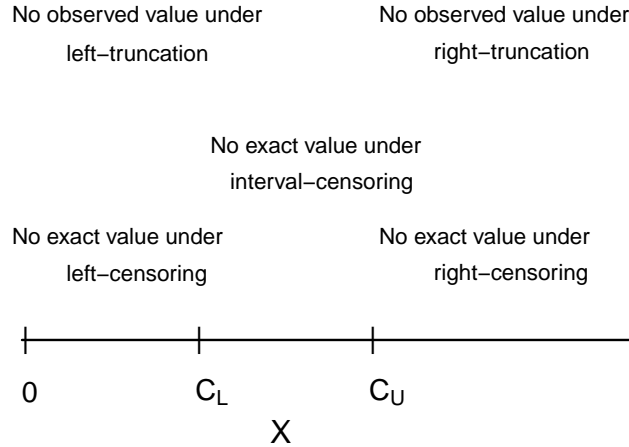 No observed value under
left−truncation
No observed value under
right−truncation
No exact value under
interval−censoring
No exact value under
left−censoring
No exact value under
right−censoring
0
C_L
C_U
X